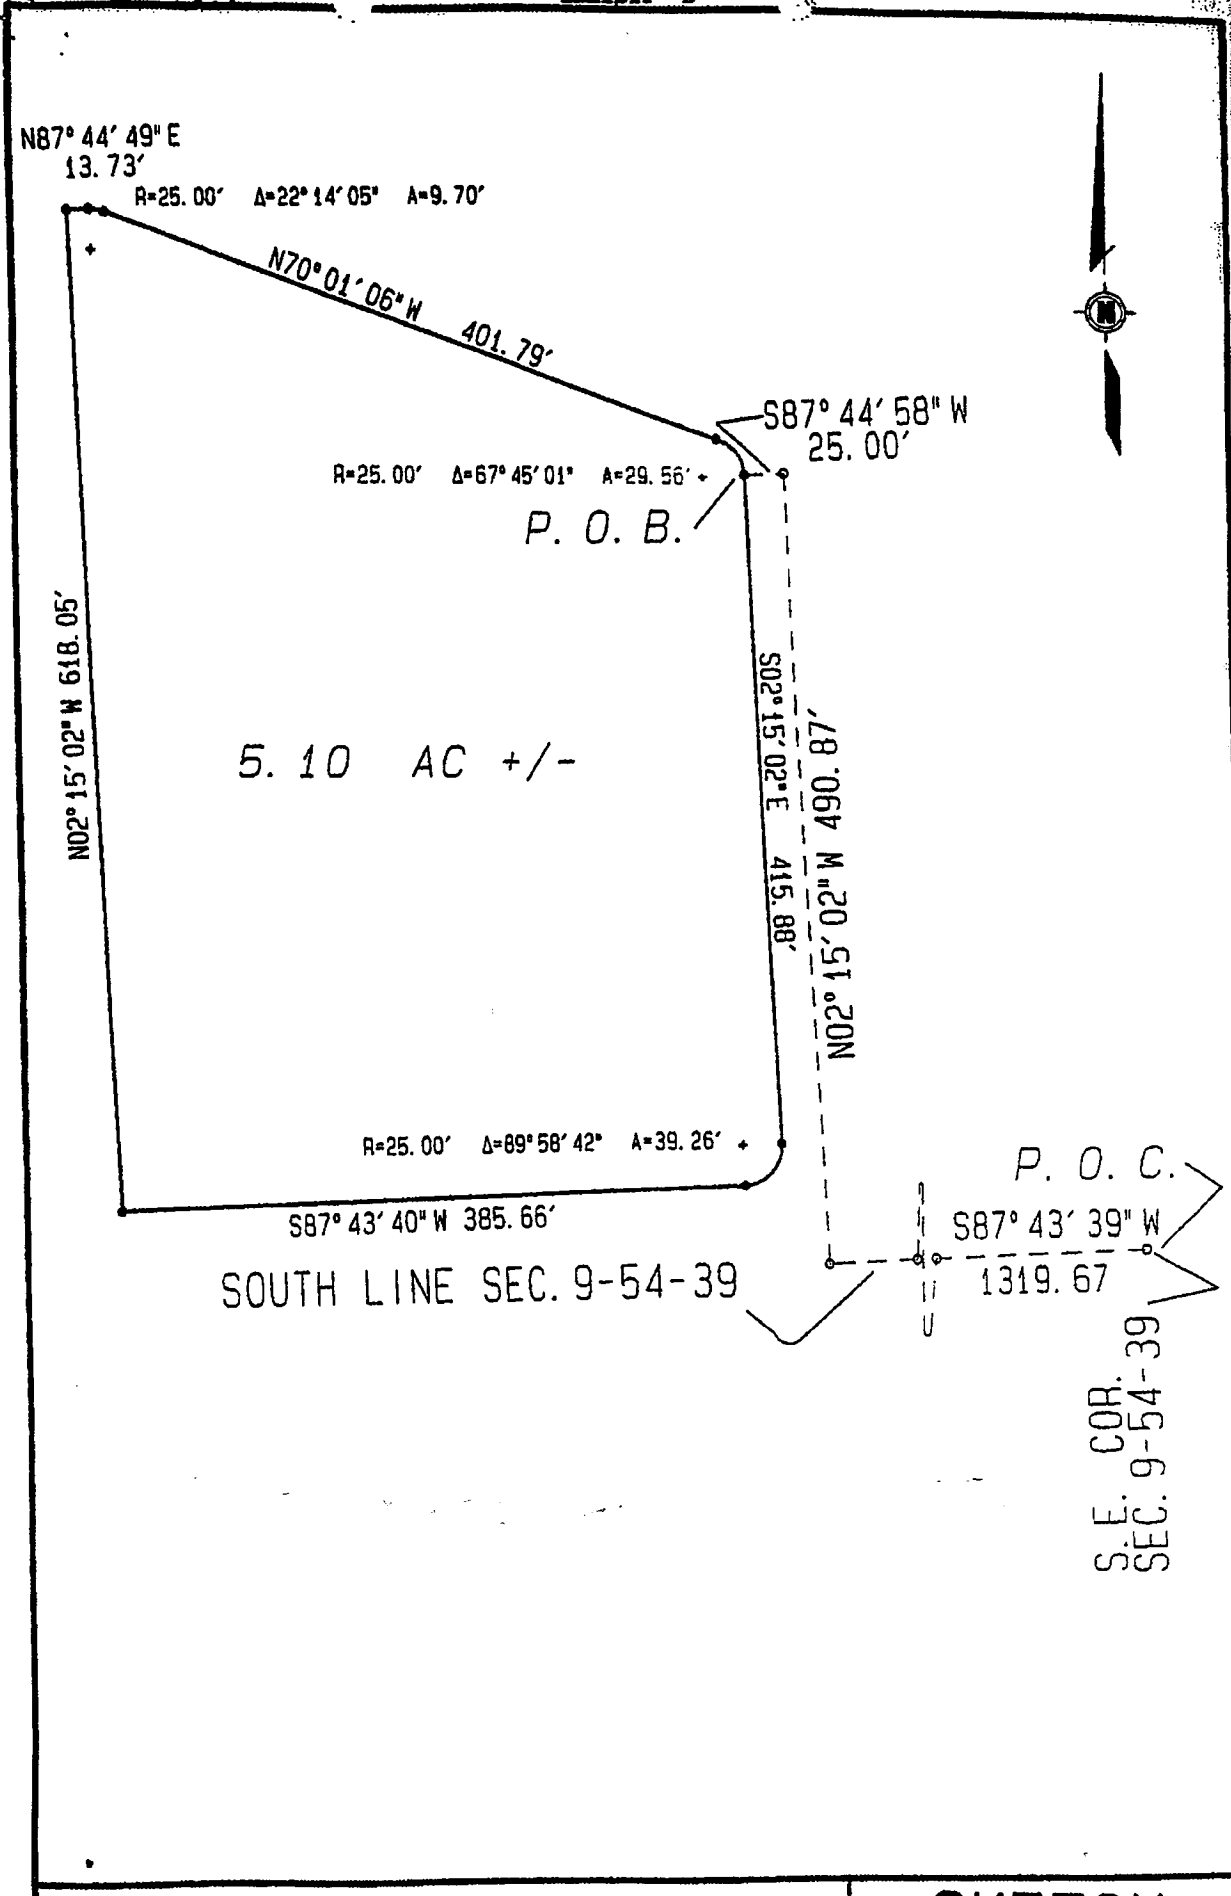 N87° 44′ 49" E
13.73′
R=25.00′ Δ=22°14′05" A=9.70′
N70°01′06" W 401.79′
N
S87° 44′ 58" W
25.00′
R=25.00′ Δ=67°45′01" A=29.56′
P. O. B.
N02°15′02" W 618.05′
S02°15′02" E 415.88′
N02°15′02" W 490.87′
5.10 AC +/-
R=25.00′ Δ=89°58′42" A=39.26′
S87° 43′ 40" W 385.66′
P. O. C.
S87° 43′ 39" W
1319.67
SOUTH LINE SEC. 9-54-39
S.E. COR.
SEC. 9-54-39